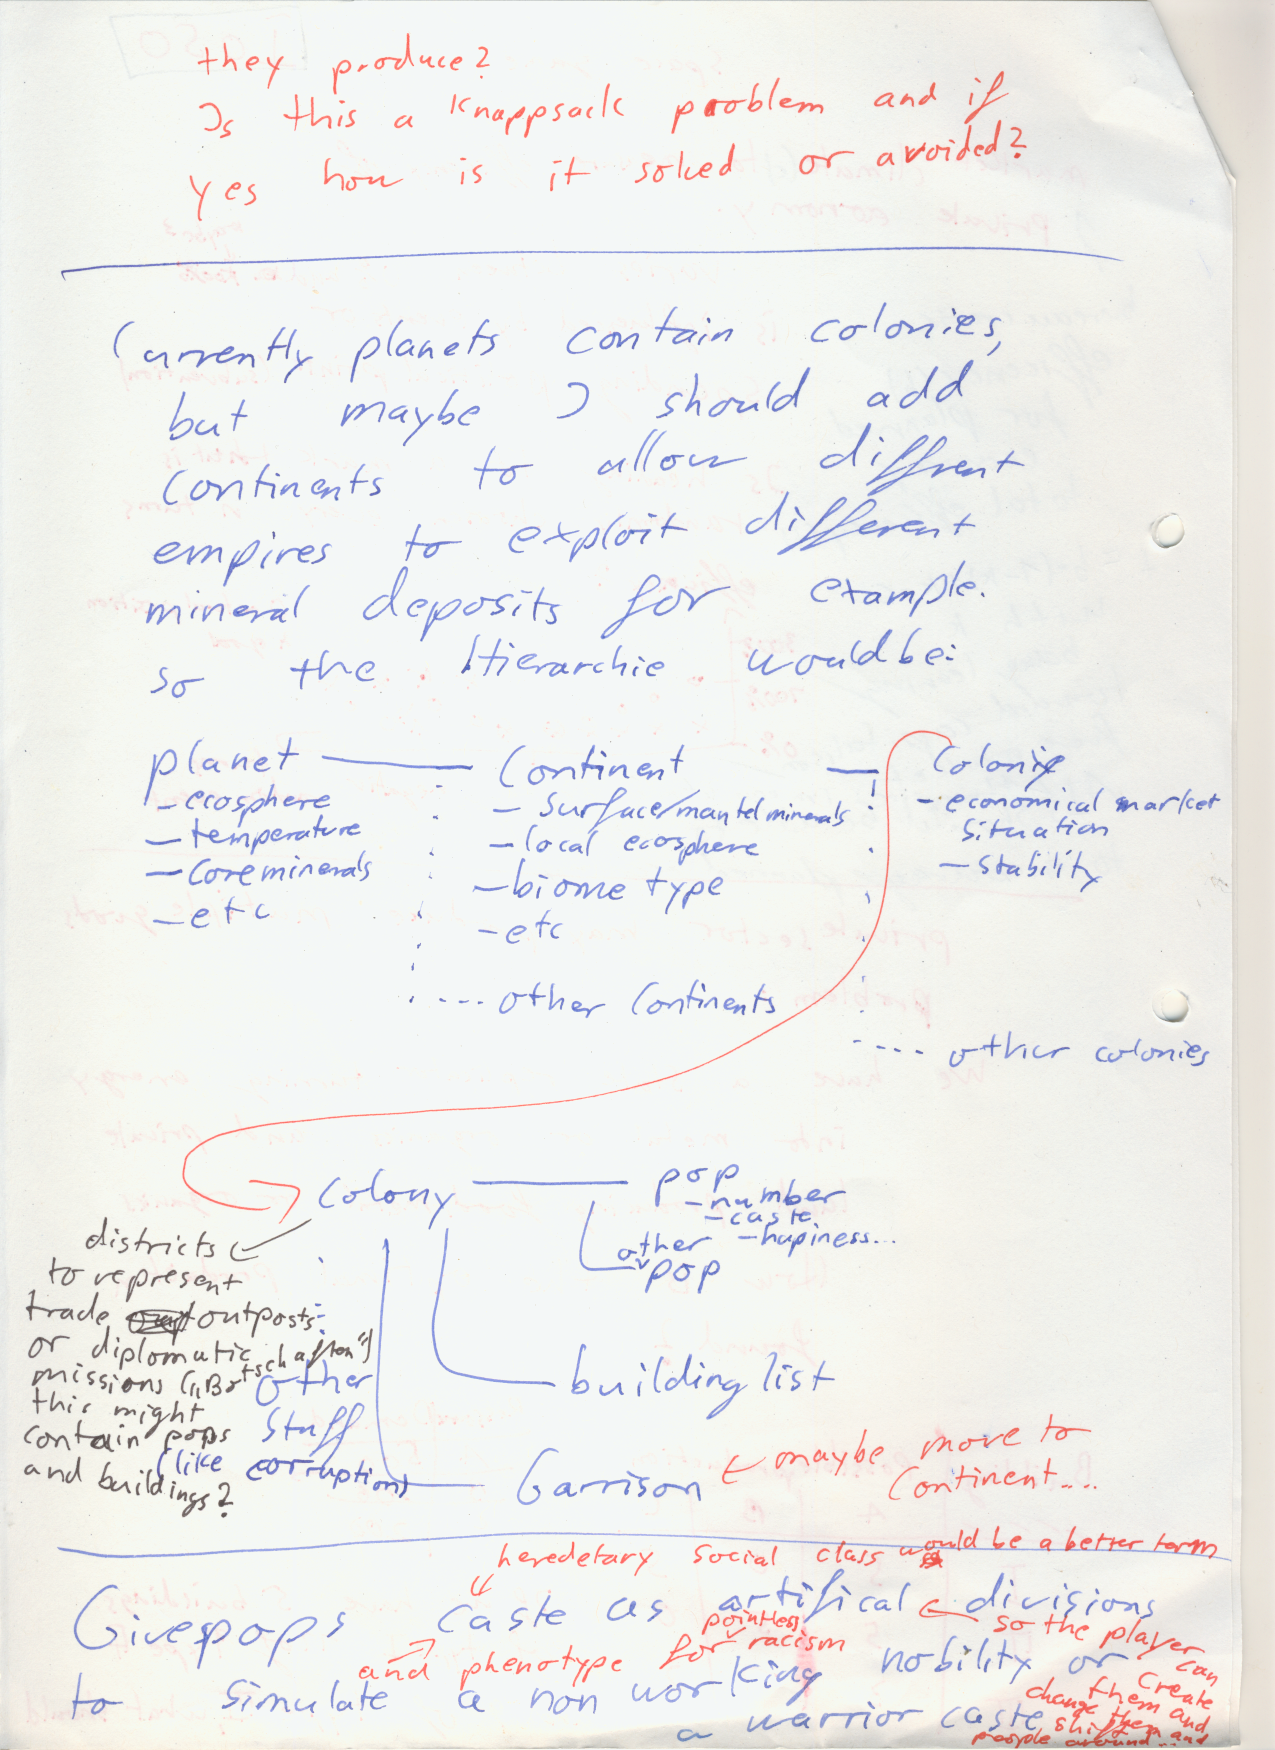 they produce?
Is this a Knappsack problem and if
yes how is it solved or avoided?
Currently planets contain colonies,
but maybe I should add
continents to allow diffrent
empires to exploit different
mineral deposits for example.
so the Hierarchie would be:
planet
- ecosphere
- temperature
- core minerals
- etc
Continent
- surface/mantel minerals
- local ecosphere
- biome type
- etc
other Continents
Colonie
- economical market
situation
- stability
other colonies
Colony
pop
- number
- caste
- hapiness...
other
pop
districts
to represent
trade outposts
or diplomatic
missions („Botschaften“)
this might
contain pops
and buildings?
other
stuff
(like corruption)
building list
Garrison
maybe move to
Continent....
heredetary social class would be a better term
Givepops caste as artifical divisions
and phenotype for pointless racism
so the player can
create
them and
change them and
shift
people around...
to simulate a non working nobility or
a warrior caste